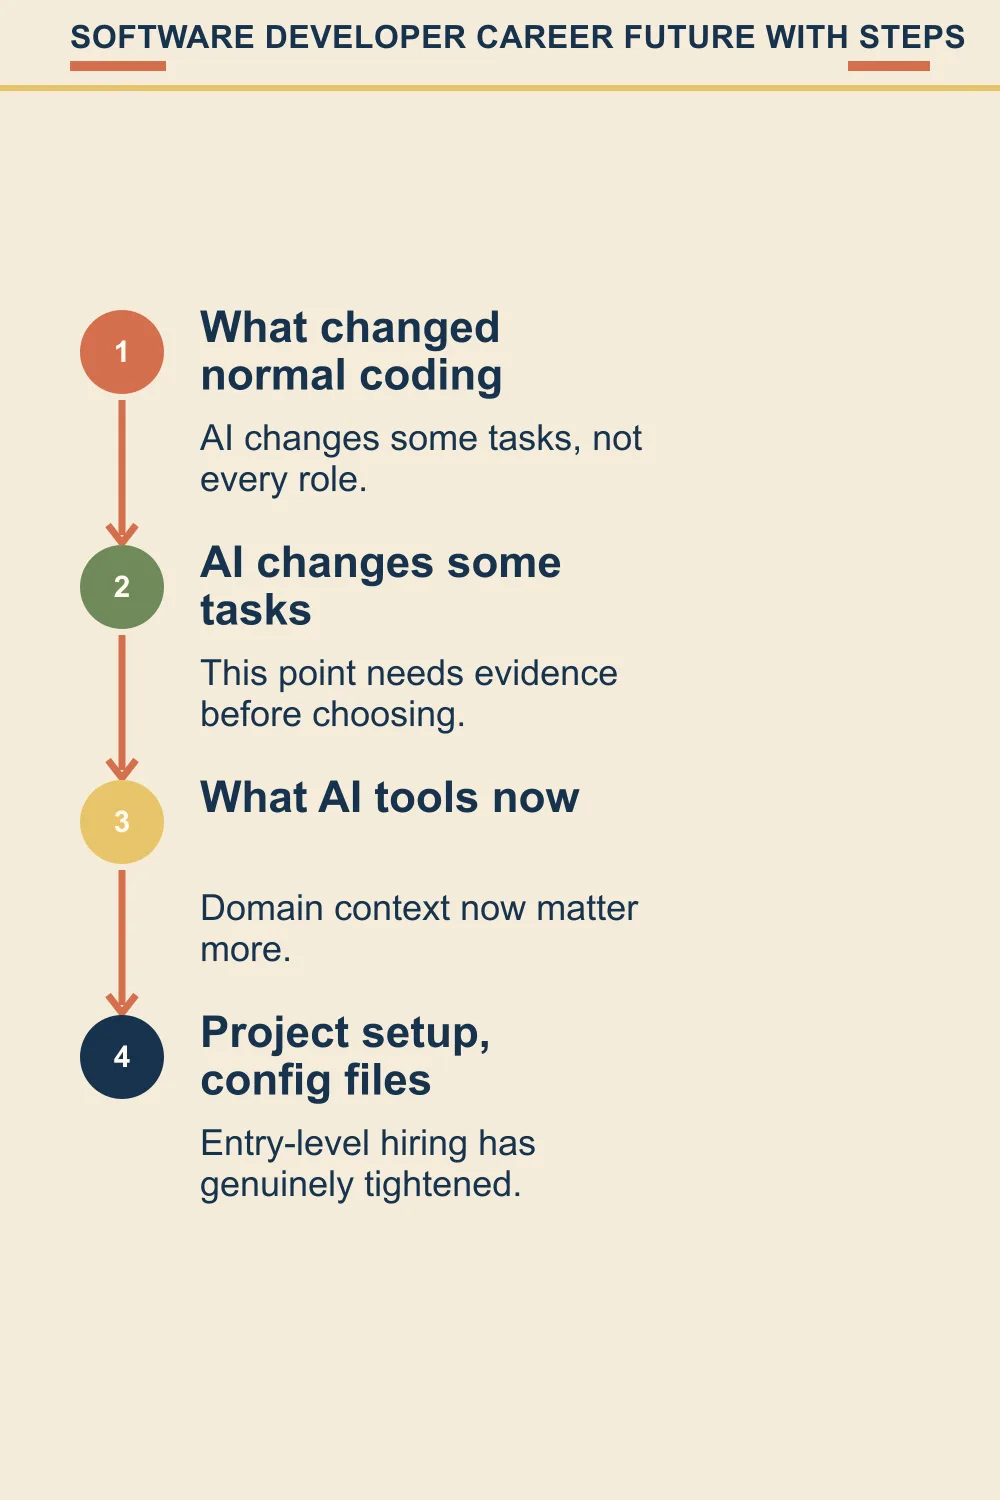 SOFTWARE DEVELOPER CAREER FUTURE WITH STEPS
1
What changed
normal coding
AI changes some tasks, not
every role.
2
AI changes some
tasks
This point needs evidence
before choosing.
3
What AI tools now
Domain context now matter
more.
4
Project setup,
config files
Entry-level hiring has
genuinely tightened.